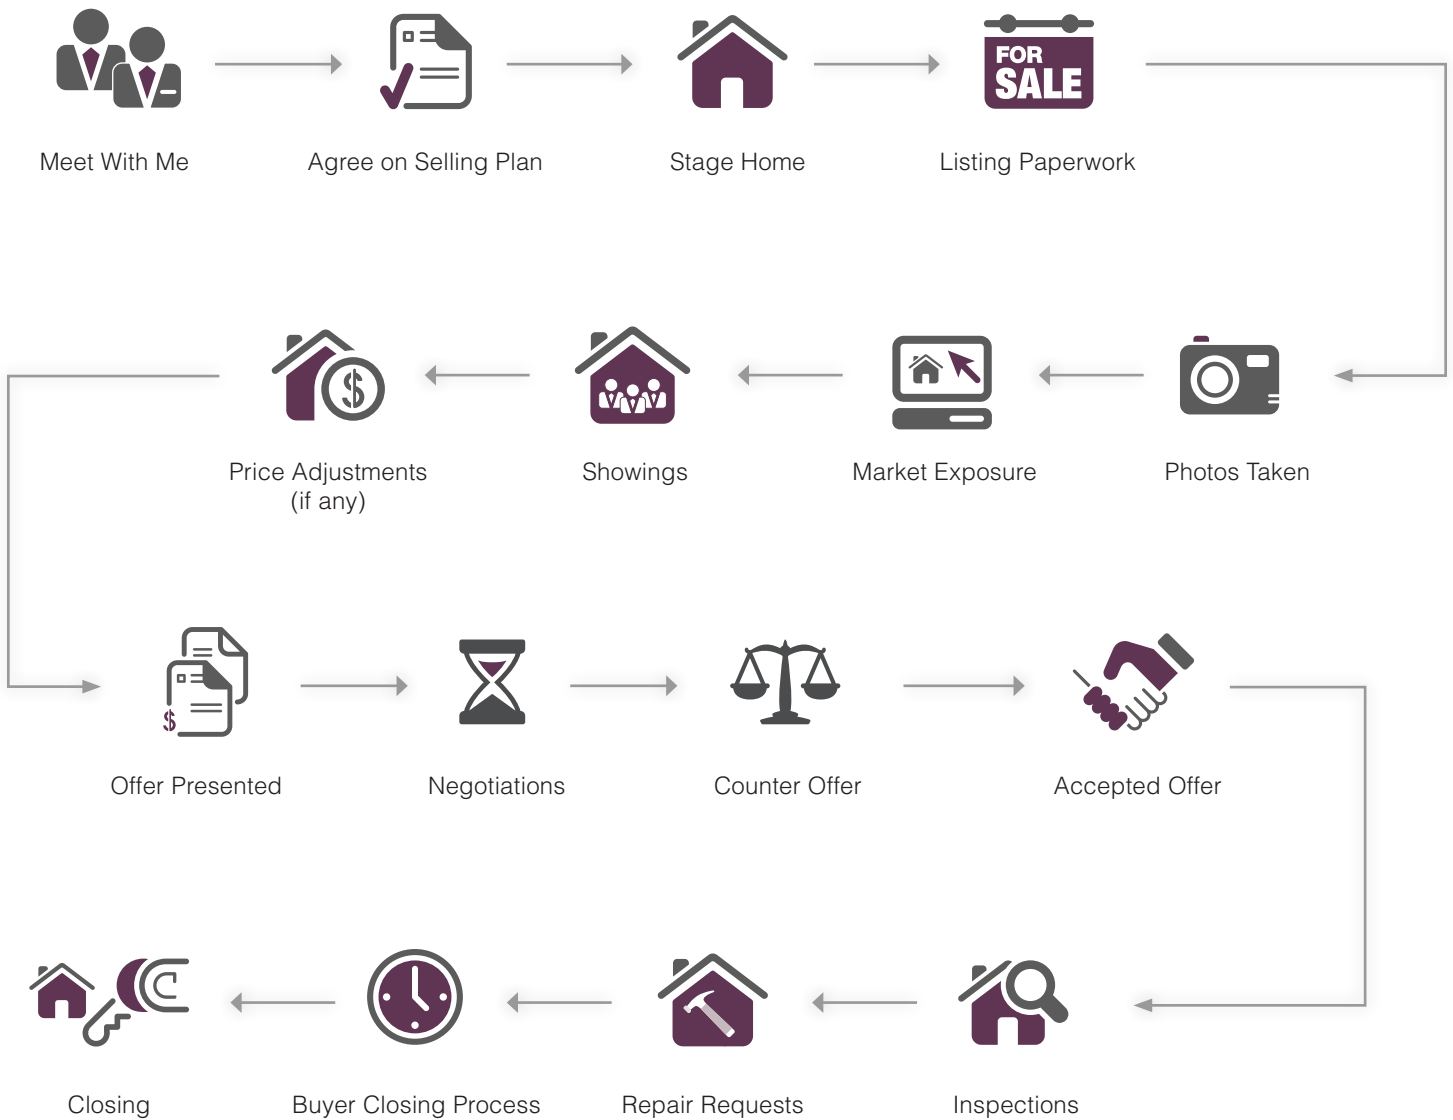 FOR
SALE
Meet With Me
Agree on Selling Plan
Stage Home
Listing Paperwork
Price Adjustments
(if any)
Showings
Market Exposure
Photos Taken
$
$
Offer Presented
Negotiations
Counter Offer
Accepted Offer
Closing
Buyer Closing Process
Repair Requests
Inspections